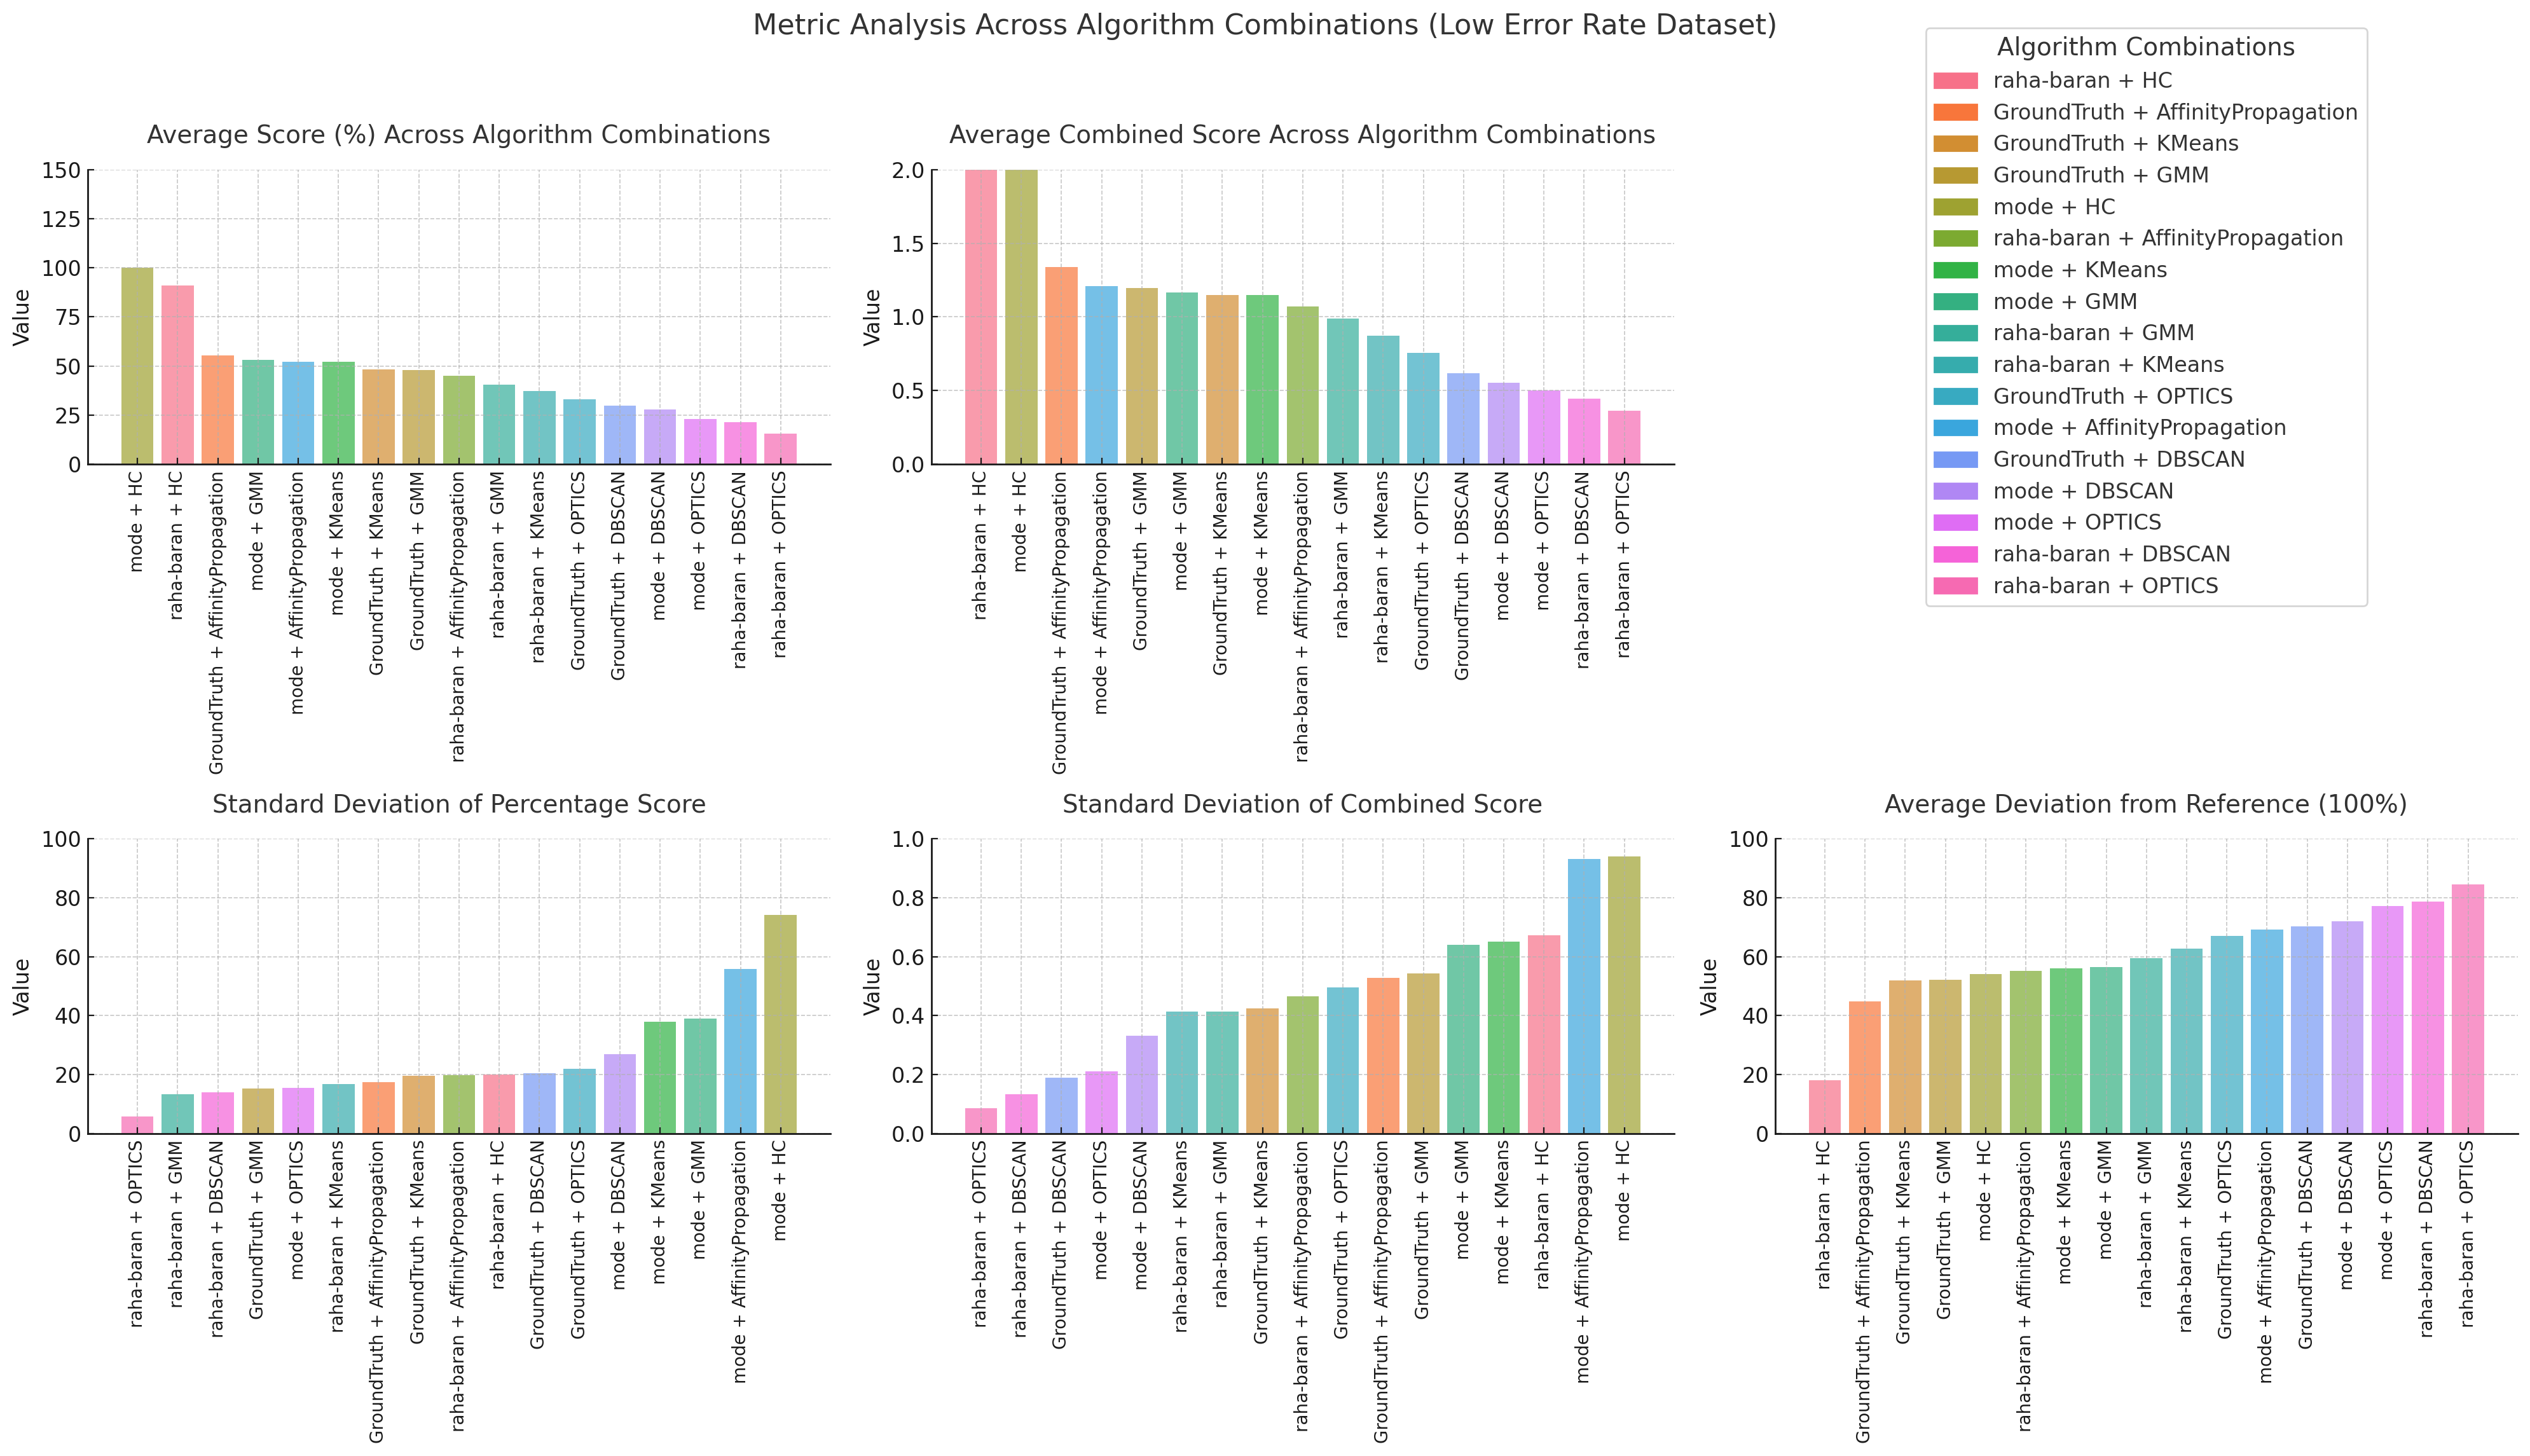 Metric Analysis Across Algorithm Combinations (Low Error Rate Dataset)
Algorithm Combinations
raha-baran + HC
GroundTruth + AffinityPropagation
GroundTruth + KMeans
GroundTruth + GMM
mode + HC
raha-baran + AffinityPropagation
mode + KMeans
mode + GMM
raha-baran + GMM
raha-baran + KMeans
GroundTruth + OPTICS
mode + AffinityPropagation
GroundTruth + DBSCAN
mode + DBSCAN
mode + OPTICS
raha-baran + DBSCAN
raha-baran + OPTICS
Average Score (%) Across Algorithm Combinations
Value
150
125
100
75
50
25
0
mode + HC
raha-baran + HC
GroundTruth + AffinityPropagation
mode + GMM
mode + AffinityPropagation
mode + KMeans
GroundTruth + KMeans
GroundTruth + GMM
raha-baran + AffinityPropagation
raha-baran + GMM
raha-baran + KMeans
GroundTruth + OPTICS
GroundTruth + DBSCAN
mode + DBSCAN
mode + OPTICS
raha-baran + DBSCAN
raha-baran + OPTICS
Average Combined Score Across Algorithm Combinations
Value
2.0
1.5
1.0
0.5
0.0
raha-baran + HC
mode + HC
GroundTruth + AffinityPropagation
mode + AffinityPropagation
GroundTruth + GMM
mode + GMM
GroundTruth + KMeans
mode + KMeans
raha-baran + AffinityPropagation
raha-baran + GMM
raha-baran + KMeans
GroundTruth + OPTICS
GroundTruth + DBSCAN
mode + DBSCAN
mode + OPTICS
raha-baran + DBSCAN
raha-baran + OPTICS
Standard Deviation of Percentage Score
Value
100
80
60
40
20
0
raha-baran + OPTICS
raha-baran + GMM
raha-baran + DBSCAN
GroundTruth + GMM
mode + OPTICS
raha-baran + KMeans
GroundTruth + AffinityPropagation
GroundTruth + KMeans
raha-baran + AffinityPropagation
raha-baran + HC
GroundTruth + DBSCAN
GroundTruth + OPTICS
mode + DBSCAN
mode + KMeans
mode + GMM
mode + AffinityPropagation
mode + HC
Standard Deviation of Combined Score
Value
1.0
0.8
0.6
0.4
0.2
0.0
raha-baran + OPTICS
raha-baran + DBSCAN
GroundTruth + DBSCAN
mode + OPTICS
mode + DBSCAN
raha-baran + KMeans
raha-baran + GMM
GroundTruth + KMeans
raha-baran + AffinityPropagation
GroundTruth + OPTICS
GroundTruth + AffinityPropagation
GroundTruth + GMM
mode + GMM
mode + KMeans
raha-baran + HC
mode + AffinityPropagation
mode + HC
Average Deviation from Reference (100%)
Value
100
80
60
40
20
0
raha-baran + HC
GroundTruth + AffinityPropagation
GroundTruth + KMeans
GroundTruth + GMM
mode + HC
raha-baran + AffinityPropagation
mode + KMeans
mode + GMM
raha-baran + GMM
raha-baran + KMeans
GroundTruth + OPTICS
mode + AffinityPropagation
GroundTruth + DBSCAN
mode + DBSCAN
mode + OPTICS
raha-baran + DBSCAN
raha-baran + OPTICS